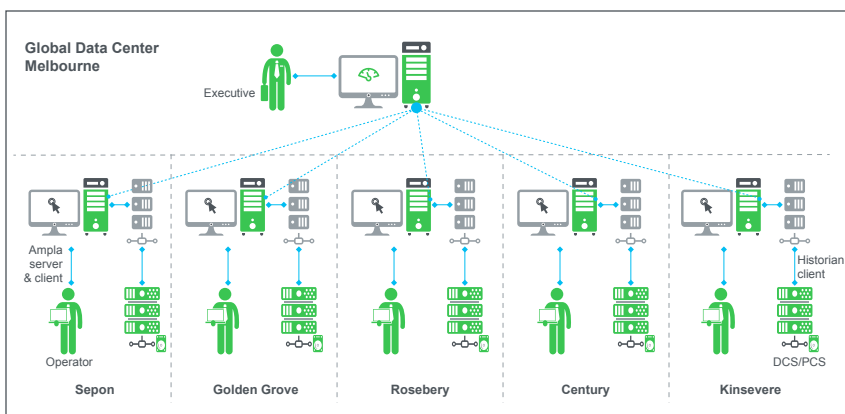 Global Data Center
Melbourne
Executive
Ampla
server
& client
Historian
client
Operator
DCS/PCS
Sepon
Golden Grove
Rosebery
Century
Kinsevere